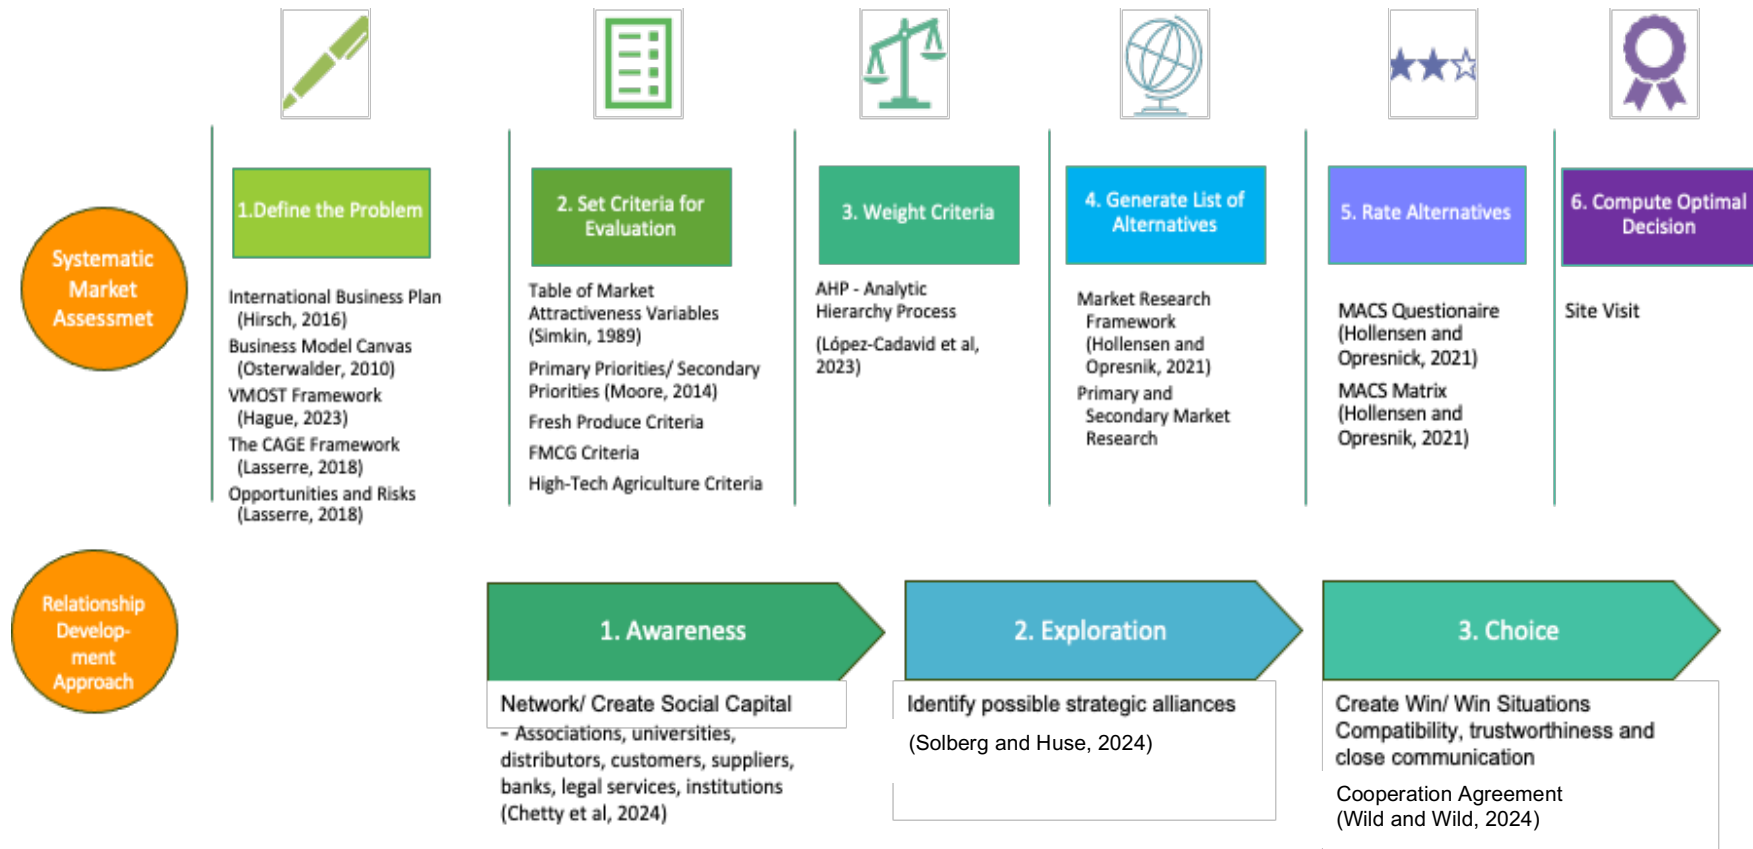 Systematic
Market
Assessmet
1.Define the Problem
International Business Plan
(Hirsch, 2016)
Business Model Canvas
(Osterwalder, 2010)
VMOST Framework
(Hague, 2023)
The CAGE Framework
(Lasserre, 2018)
Opportunities and Risks
(Lasserre, 2018)
2. Set Criteria for
Evaluation
Table of Market
Attractiveness Variables
(Simkin, 1989)
Primary Priorities/ Secondary
Priorities (Moore, 2014)
Fresh Produce Criteria
FMCG Criteria
High-Tech Agriculture Criteria
3. Weight Criteria
AHP - Analytic
Hierarchy Process
(López-Cadavid et al,
2023)
4. Generate List of
Alternatives
Market Research
Framework
(Hollensen and
Opresnik, 2021)
Primary and
Secondary Market
Research
5. Rate Alternatives
MACS Questionaire
(Hollensen and
Opresnick, 2021)
MACS Matrix
(Hollensen and
Opresnik, 2021)
6. Compute Optimal
Decision
Site Visit
Relationship
Develop-
ment
Approach
1. Awareness
Network/ Create Social Capital
- Associations, universities,
distributors, customers, suppliers,
banks, legal services, institutions
(Chetty et al, 2024)
2. Exploration
Identify possible strategic alliances
(Solberg and Huse, 2024)
3. Choice
Create Win/ Win Situations
Compatibility, trustworthiness and
close communication
Cooperation Agreement
(Wild and Wild, 2024)